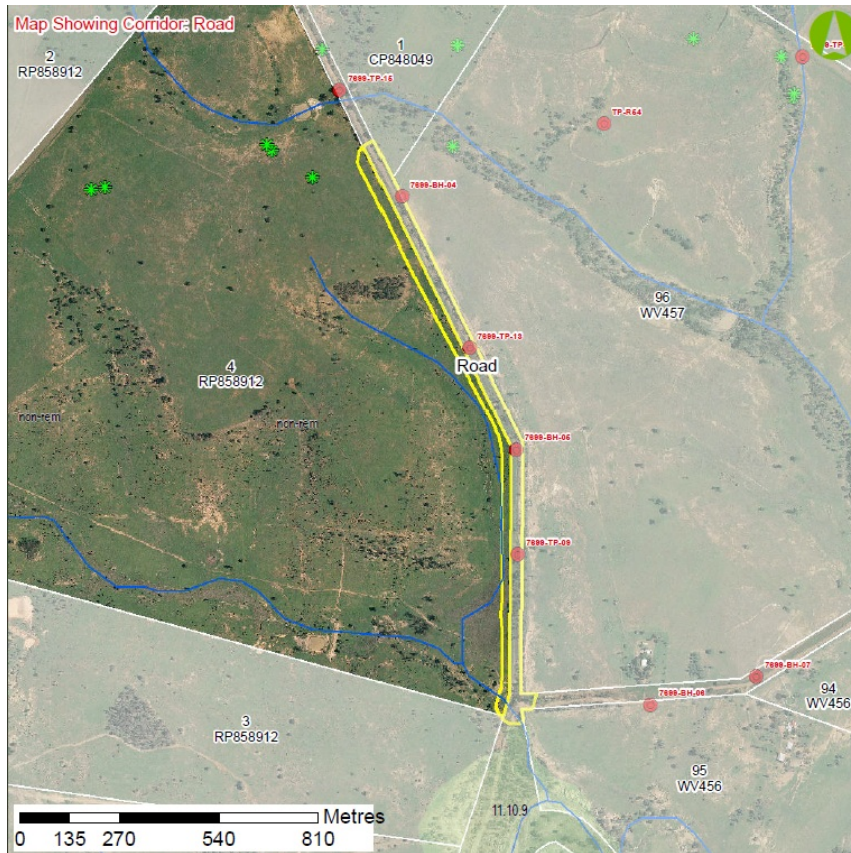 Map Showing Corridor: Road
1
CP848049
2
RP858912
7699-TP-15
TP-R64
7699-BH-04
96
WV457
7699-TP-13
Road
4
RP858912
non-rem
non-rem
7699-BH-05
7699-TP-09
7699-BH-07
7699-BH-06
94
WV456
3
RP858912
95
WV456
11.10.9
Metres
0 135 270 540 810